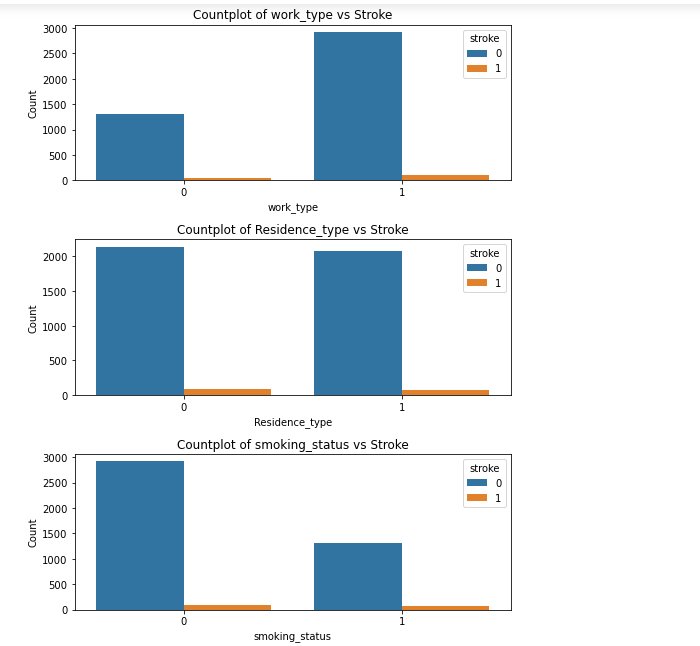 Countplot of work_type vs Stroke
3000
2500
2000
1500
1000
500
0
Count
stroke
0
1
0 1
work_type
Countplot of Residence_type vs Stroke
2000
1500
1000
500
0
Count
stroke
0
1
0 1
Residence_type
Countplot of smoking_status vs Stroke
3000
2500
2000
1500
1000
500
0
Count
stroke
0
1
0 1
smoking_status